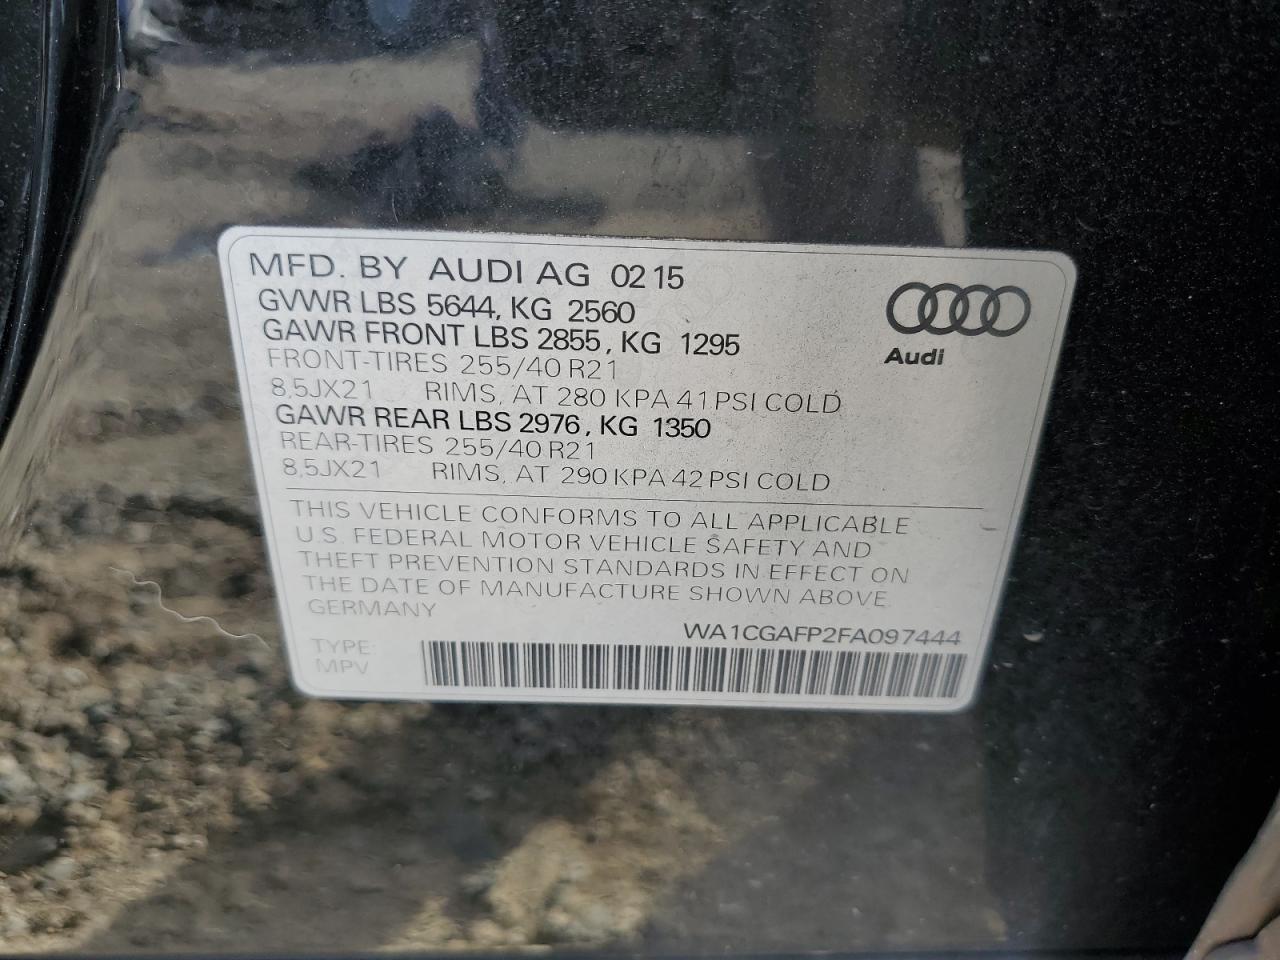 MFD. BY AUDI AG 02 15
GVWR LBS 5644, KG 2560
GAWR FRONT LBS 2855, KG 1295
FRONT-TIRES 255/40 R21
8,5JX21 RIMS, AT 280 KPA 41 PSI COLD
GAWR REAR LBS 2976, KG 1350
REAR-TIRES 255/40 R21
8,5JX21 RIMS, AT 290 KPA 42 PSI COLD
Audi
THIS VEHICLE CONFORMS TO ALL APPLICABLE
U.S. FEDERAL MOTOR VEHICLE SAFETY AND
THEFT PREVENTION STANDARDS IN EFFECT ON
THE DATE OF MANUFACTURE SHOWN ABOVE
GERMANY
WA1CGAFP2FA097444
TYPE:
MPV